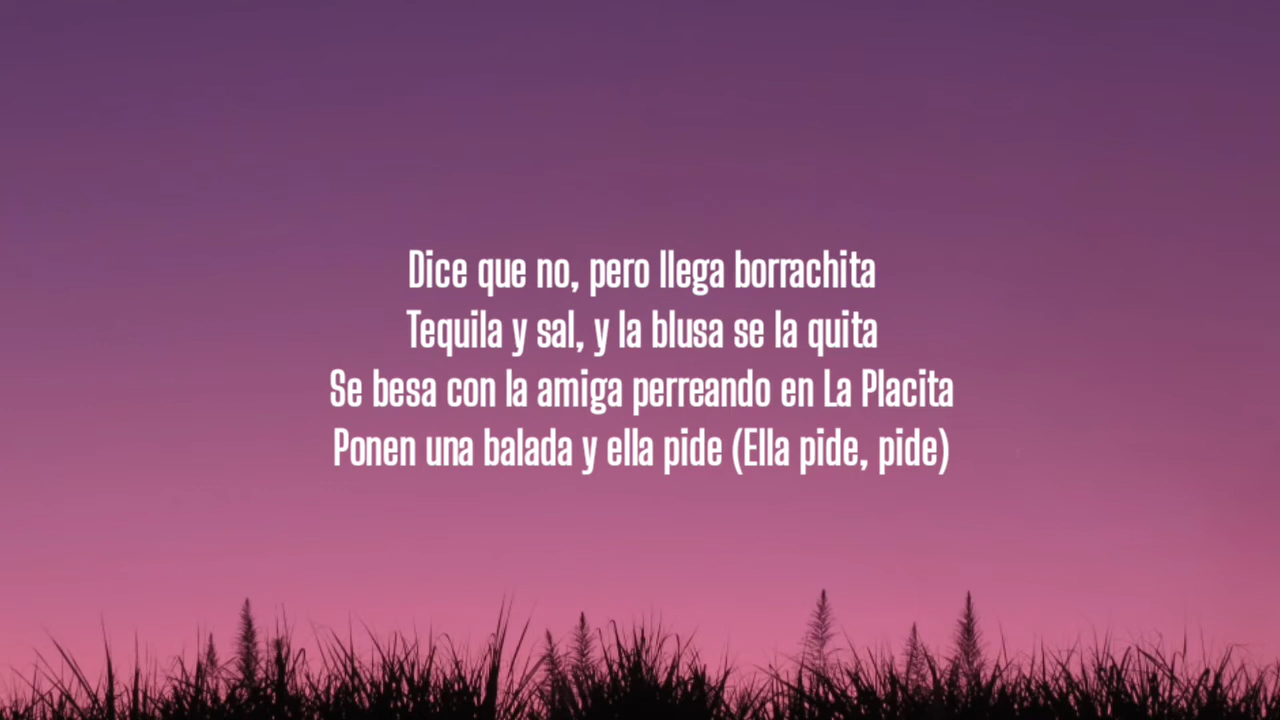 Dice que no, pero llega borrachita
Tequila y sal, y la blusa se la quita
Se besa con la amiga perreando en La Placita
Ponen una balada y ella pide (Ella pide, pide)